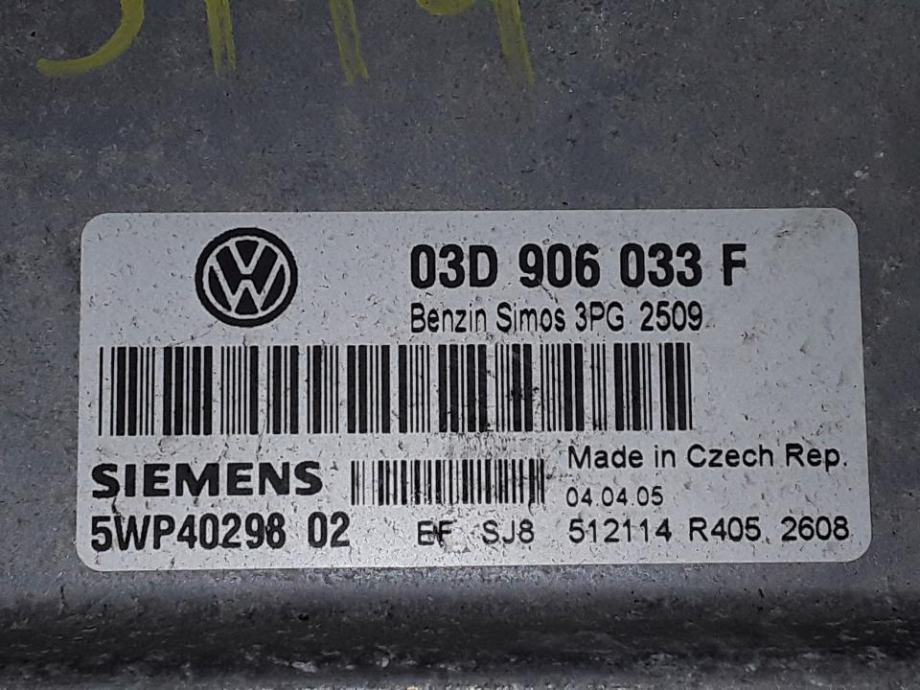 03D 906 033 F
Benzin Simos 3PG 2509
SIEMENS
Made in Czech Rep.
04.04.05
5WP40298 02 EF SJ8 512114 R405 2608